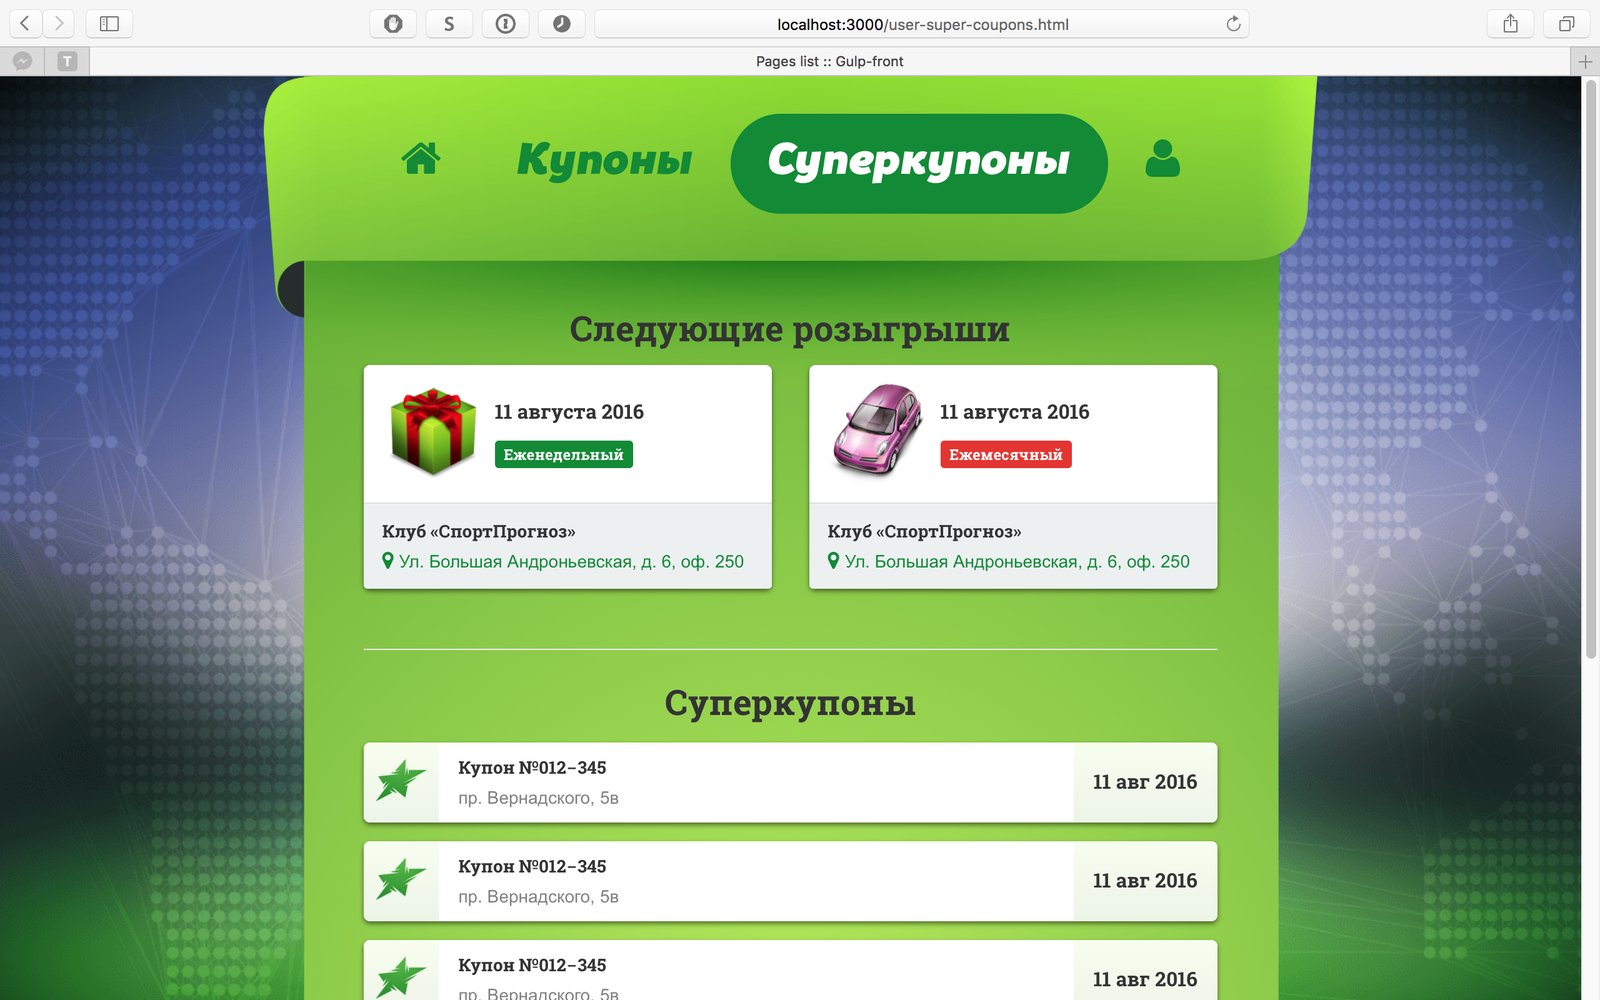 S
localhost:3000/user-super-coupons.html
T
Pages list :: Gulp-front
Купоны
Суперкупоны
Следующие розыгрыши
11 августа 2016
Еженедельный
Клуб «СпортПрогноз»
Ул. Большая Андроньевская, д. 6, оф. 250
11 августа 2016
Ежемесячный
Клуб «СпортПрогноз»
Ул. Большая Андроньевская, д. 6, оф. 250
Суперкупоны
Купон №012-345
пр. Вернадского, 5в
11 авг 2016
Купон №012-345
пр. Вернадского, 5в
11 авг 2016
Купон №012-345
пр. Вернадского, 5в
11 авг 2016